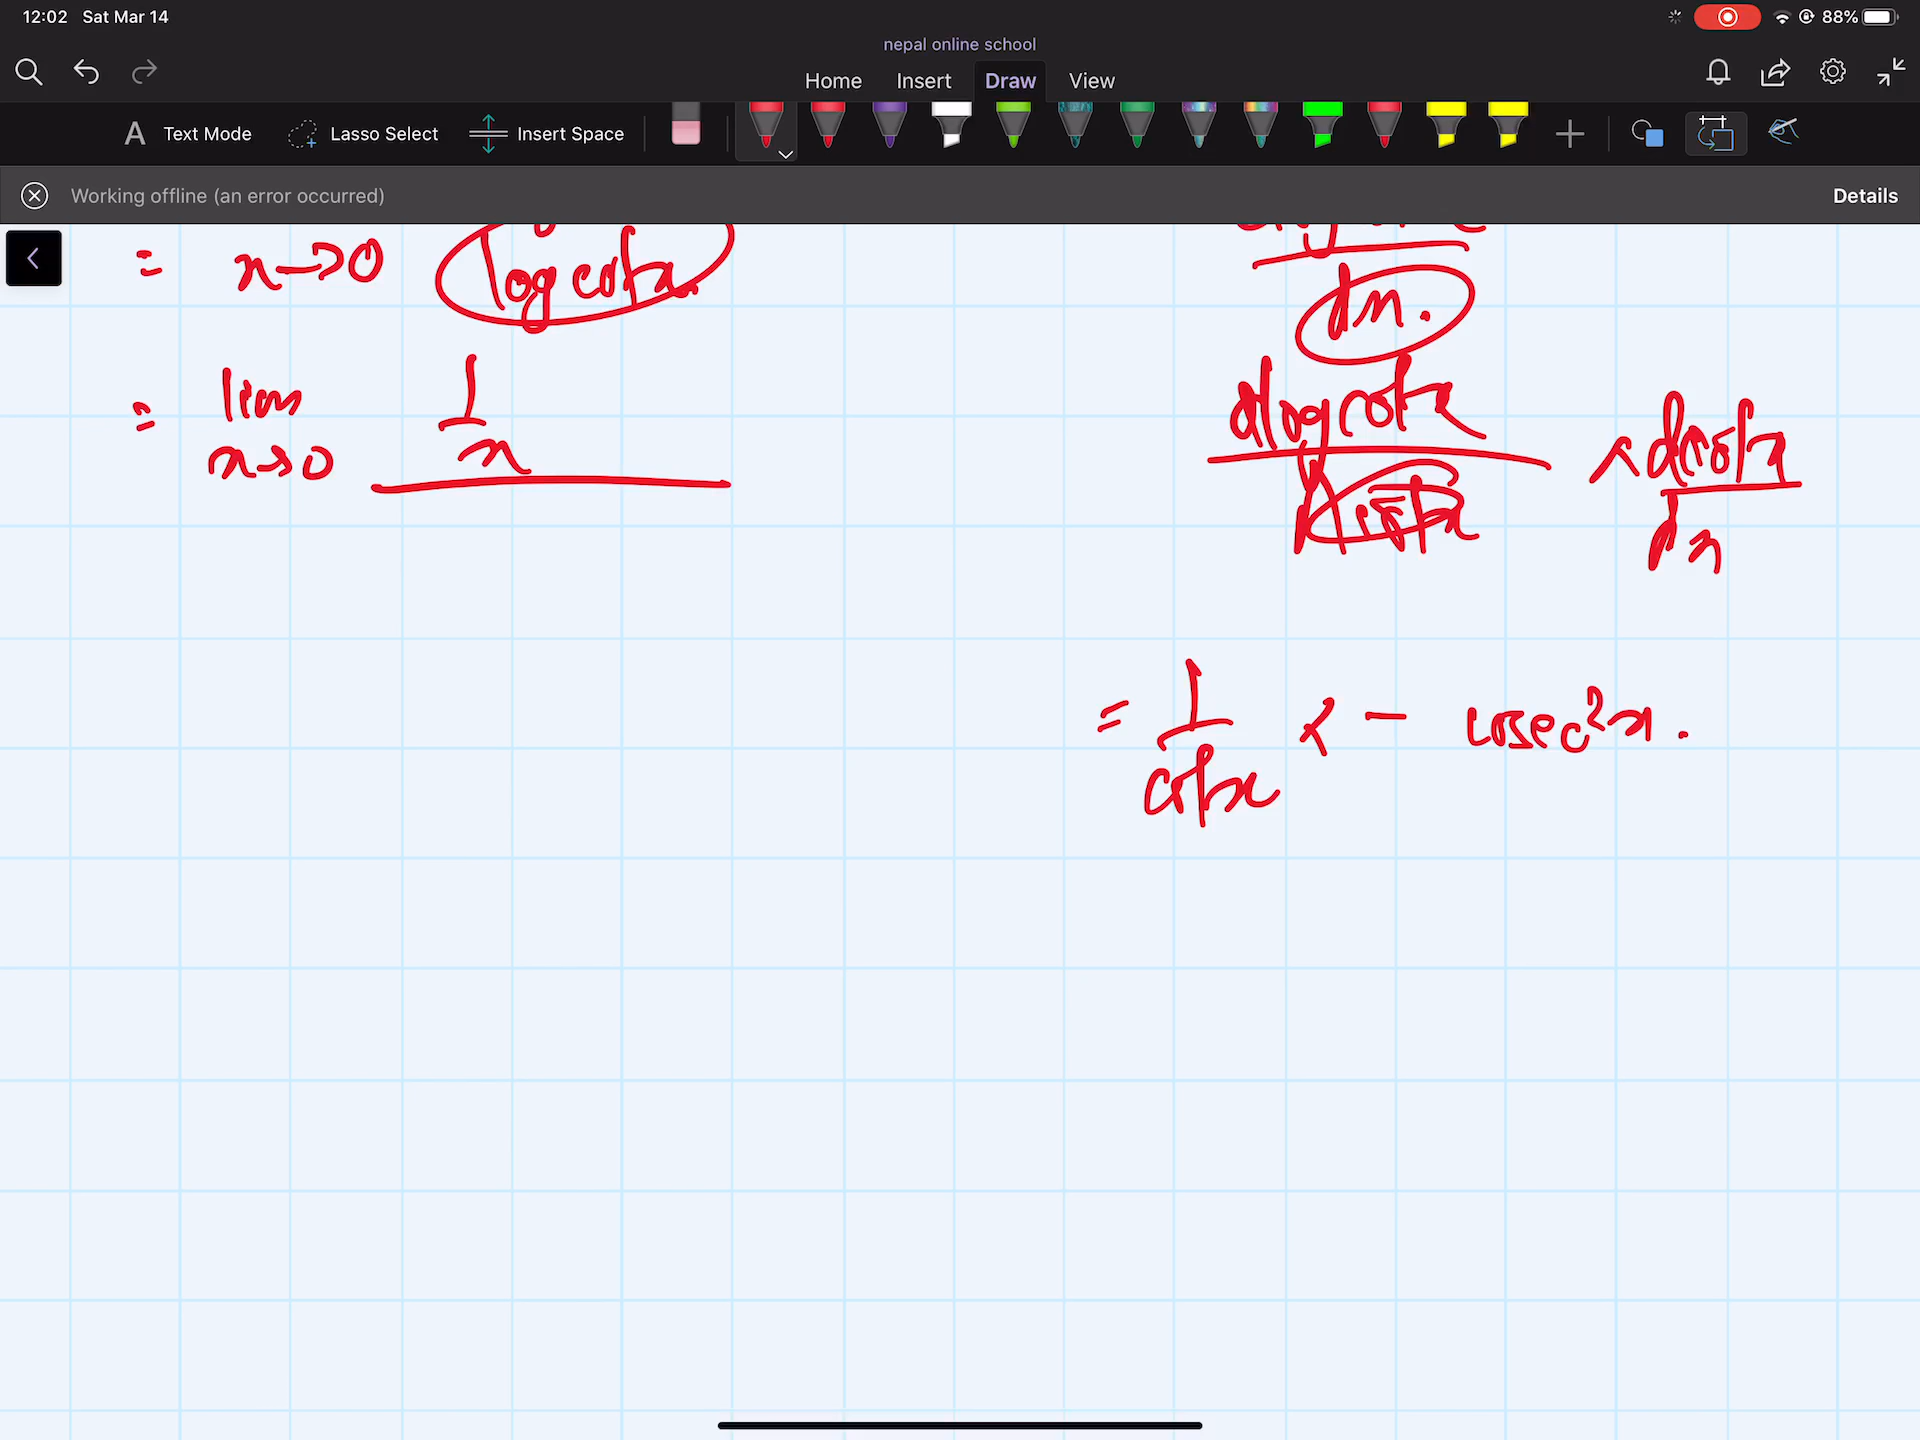 12:02 Sat Mar 14
88%
nepal online school
Home Insert Draw View
Text Mode Lasso Select Insert Space
Working offline (an error occurred) Details
= x→0 log cotx
dx.
= lim x→0 1/x
dlogcotx × dcotx
dcotx dx
= 1/cotx × - cosec²x.